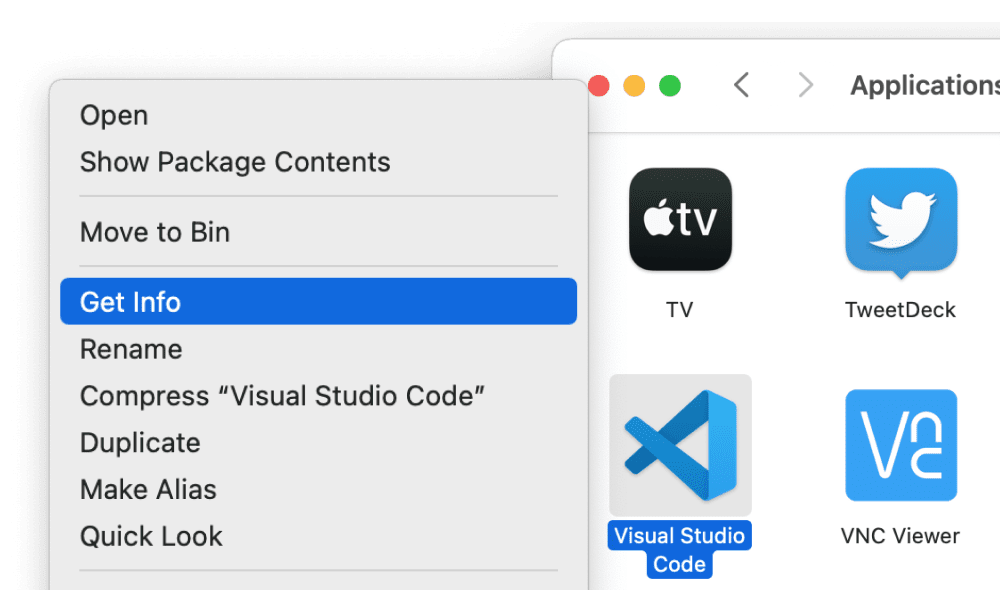 Open
Show Package Contents
Move to Bin
Get Info
Rename
Compress “Visual Studio Code”
Duplicate
Make Alias
Quick Look
Applications
tv
TV
TweetDeck
Visual Studio
Code
Vnc
VNC Viewer